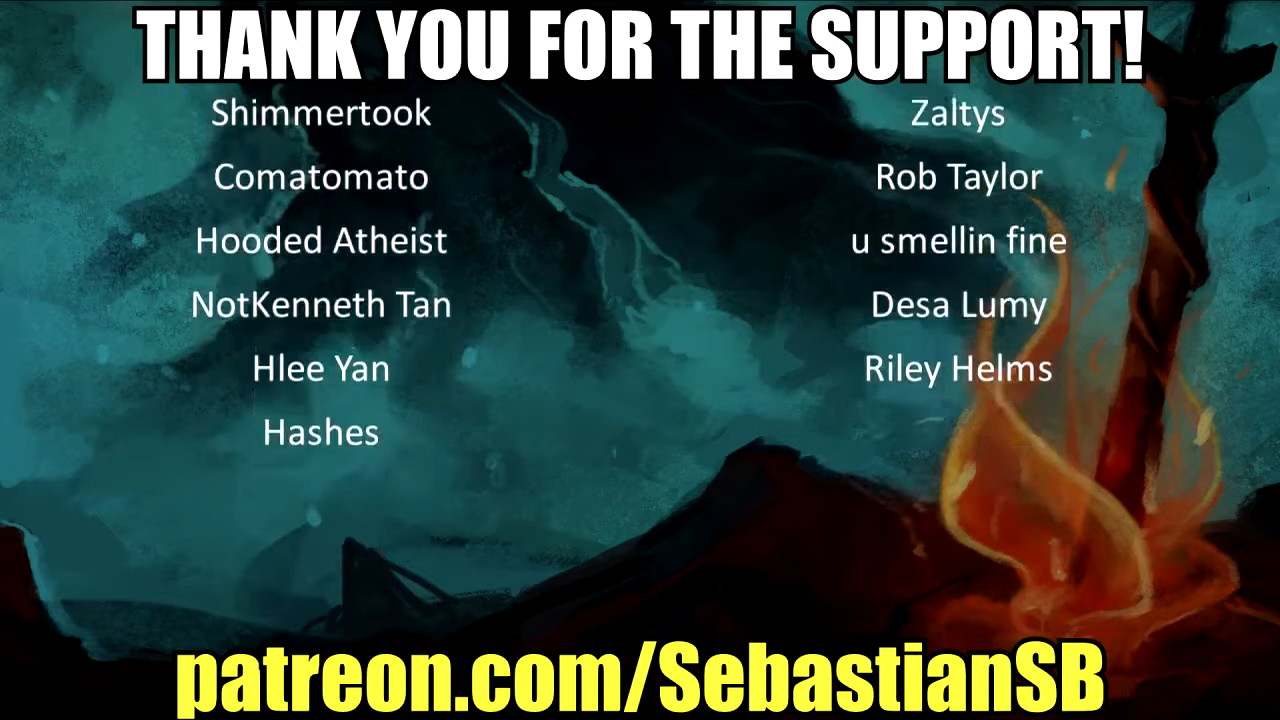 THANK YOU FOR THE SUPPORT!
Shimmertook
Comatomato
Hooded Atheist
NotKenneth Tan
Hlee Yan
Hashes
Zaltys
Rob Taylor
u smellin fine
Desa Lumy
Riley Helms
patreon.com/SebastianSB